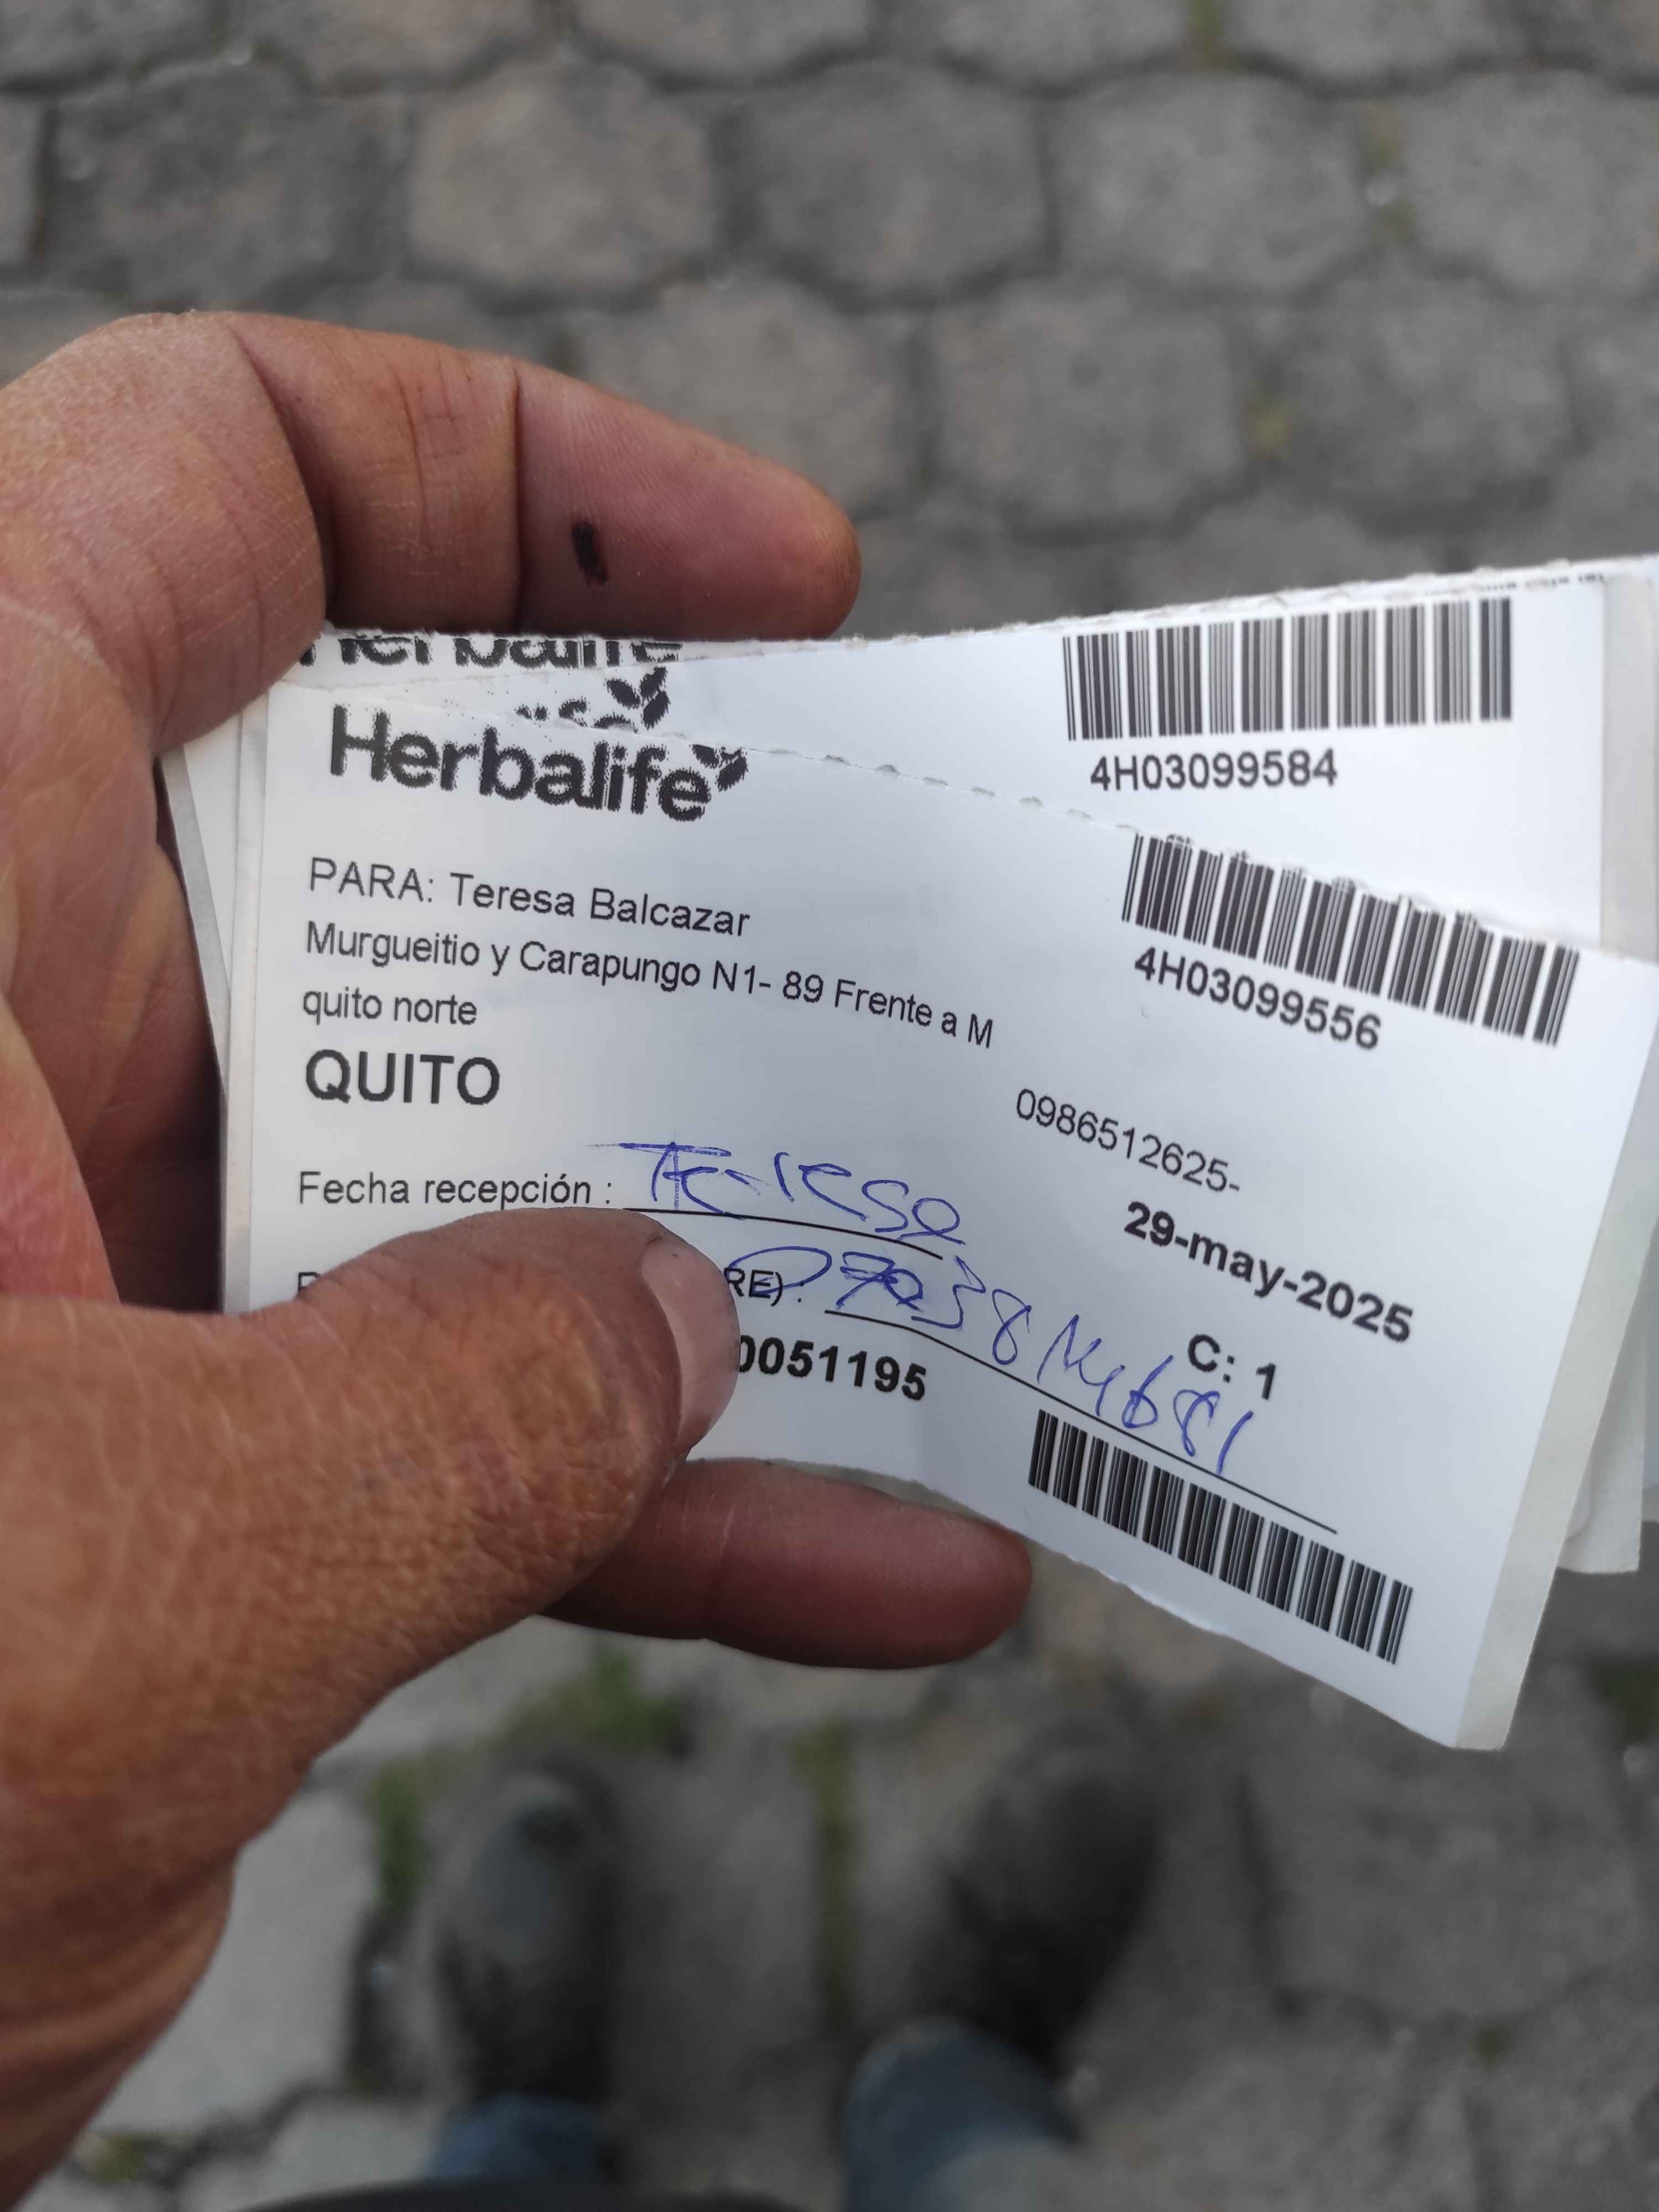 Herbalife
4H03099584
Herbalife
PARA: Teresa Balcazar
Murgueitio y Carapungo N1- 89 Frente a M
quito norte
QUITO
4H03099556
0986512625-
29-may-2025
Fecha recepción : Teresa
RE) :
C: 1
0051195